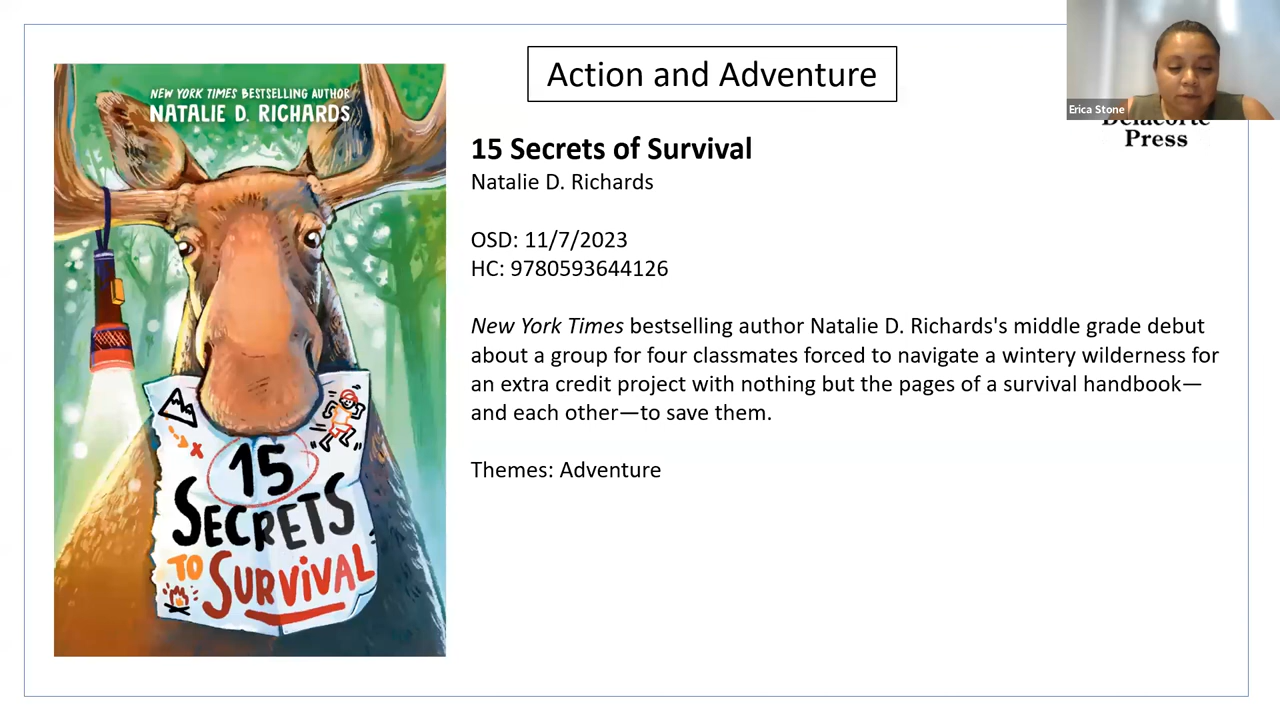 NEW YORK TIMES BESTSELLING AUTHOR
NATALIE D. RICHARDS
15
SECRETS
TO SURVIVAL
Action and Adventure
Erica Stone
Delacorte
Press
15 Secrets of Survival
Natalie D. Richards
OSD: 11/7/2023
HC: 9780593644126
New York Times bestselling author Natalie D. Richards's middle grade debut
about a group for four classmates forced to navigate a wintery wilderness for
an extra credit project with nothing but the pages of a survival handbook—
and each other—to save them.
Themes: Adventure